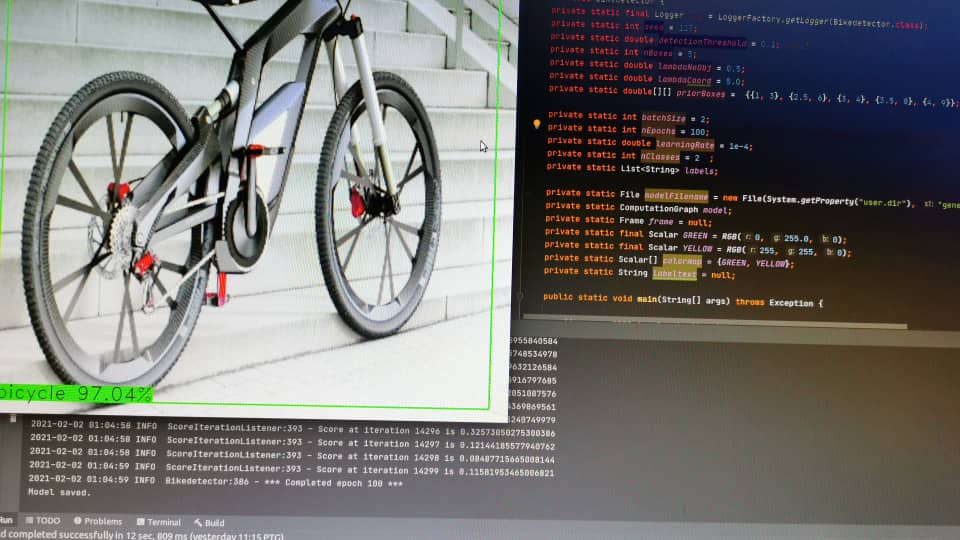 bicycle 97.04%
private static final Logger = LoggerFactory.getLogger(Bikedetector.class);
private static int seed = 123;
private static double detectionThreshold = 0.1;
private static int nBoxes = 5;
private static double lambdaNoObj = 0.5;
private static double lambdaCoord = 5.0;
private static double[][] priorBoxes = {{1, 3}, {2.5, 6}, {3, 4}, {3.5, 8}, {4, 9}};
private static int batchSize = 2;
private static int nEpochs = 100;
private static double learningRate = 1e-4;
private static int nClasses = 2 ;
private static List<String> labels;
private static File modelFilename = new File(System.getProperty("user.dir"),
private static ComputationGraph model;
private static Frame frame = null;
private static final Scalar GREEN = RGB( r: 0, g: 255.0, b: 0);
private static final Scalar YELLOW = RGB( r: 255, g: 255, b: 0);
private static Scalar[] colormap = {GREEN, YELLOW};
private static String labeltext = null;
public static void main(String[] args) throws Exception {
5955840584
5748534978
9632126584
5916797685
2051087576
4369869561
5240749979
2021-02-02 01:04:58 INFO ScoreIterationListener:393 - Score at iteration 14296 is 0.32573050275300386
2021-02-02 01:04:58 INFO ScoreIterationListener:393 - Score at iteration 14297 is 0.12144185577940762
2021-02-02 01:04:58 INFO ScoreIterationListener:393 - Score at iteration 14298 is 0.08487715665008144
2021-02-02 01:04:59 INFO ScoreIterationListener:393 - Score at iteration 14299 is 0.11581953465006821
2021-02-02 01:04:59 INFO Bikedetector:386 - *** Completed epoch 100 ***
Model saved.
Run TODO Problems Terminal Build
d completed successfully in 12 sec, 809 ms (yesterday 11:15 PTG)